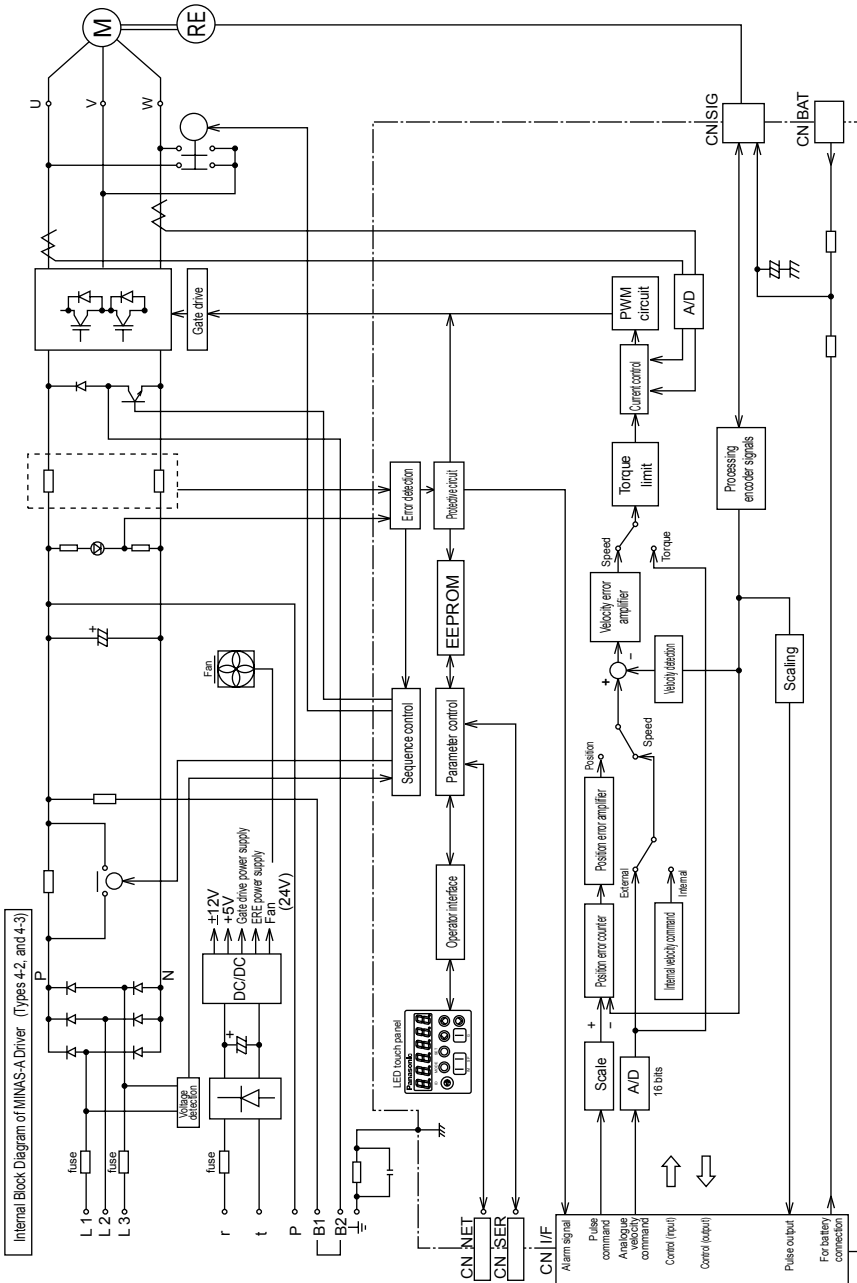 Internal Block Diagram of MINAS-A Driver (Types 4-2, and 4-3)
L 1
L 2
L 3
r
t
P
B1
B2
fuse
fuse
fuse
Voltage
detection
P
N
DC/DC
±12V
+5V
Gate drive power supply
ERE power supply
Fan
(24V)
+
+
Fan
Gate drive
U
V
W
M
RE
Error detection
Sequence control
Protective circuit
EEPROM
Parameter control
Operator interface
LED touch panel
Panasonic
CN NET
CN SER
CN I/F
CN SIG
CN BAT
Alarm signal
Pulse
command
Analogue
velocity
command
Control (input)
Control (output)
Pulse output
For battery
connection
Scale
A/D
16 bits
+
−
Position error counter
Position error amplifier
Position
Speed
External
Internal
Internal velocity command
+
−
Velocity error
amplifier
Velocity detection
Speed
Torque
Torque
limit
Current control
PWM
circuit
A/D
Processing
encoder signals
Scaling